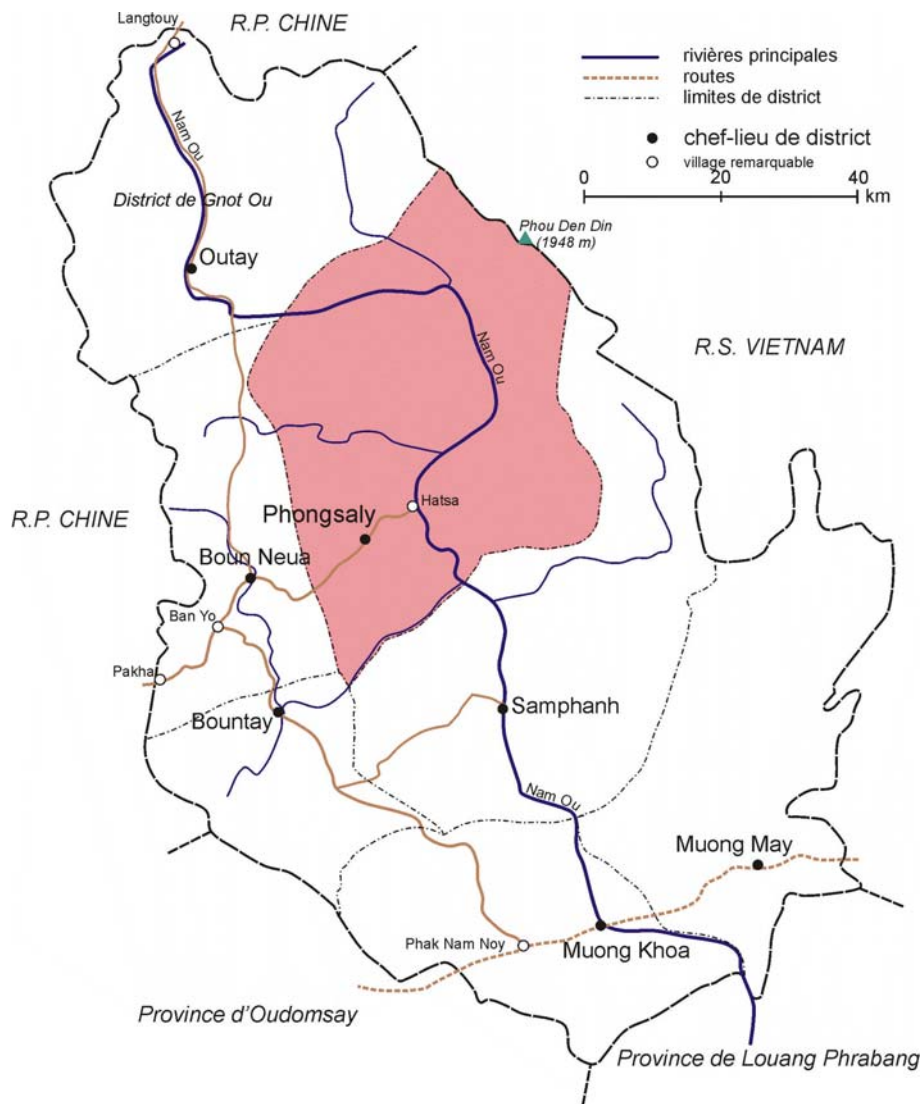 Langtouy
R.P. CHINE
rivières principales
routes
limites de district
chef-lieu de district
village remarquable
0 20 40
km
Nam Ou
District de Gnot Ou
Phou Den Din
(1948 m)
Outay
R.S. VIETNAM
Nam Ou
Hatsa
Phongsaly
R.P. CHINE
Boun Neua
Ban Yo
Pakha
Bountay
Samphanh
Nam Ou
Muong May
Phak Nam Noy
Muong Khoa
Province d'Oudomsay
Province de Louang Phrabang